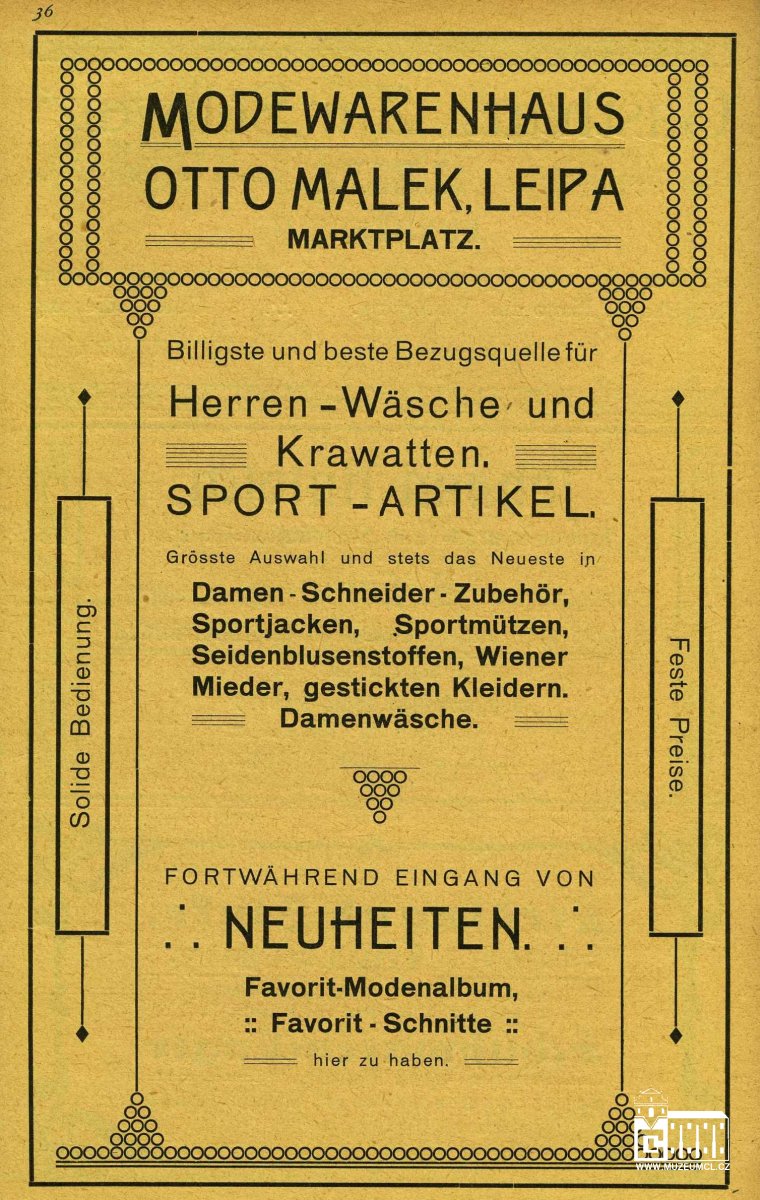 36
MODEWARENHAUS
OTTO MALEK, LEIPA
MARKTPLATZ.
Billigste und beste Bezugsquelle für
Herren-Wäsche und
Krawatten.
SPORT-ARTIKEL.
Grösste Auswahl und stets das Neueste in
Damen-Schneider-Zubehör,
Sportjacken, Sportmützen,
Seidenblusenstoffen, Wiener
Mieder, gestickten Kleidern.
Damenwäsche.
Solide Bedienung.
Feste Preise.
FORTWÄHREND EINGANG VON
NEUHEITEN.
Favorit-Modenalbum,
:: Favorit-Schnitte ::
hier zu haben.
WWW.MUZEUMCL.CZ